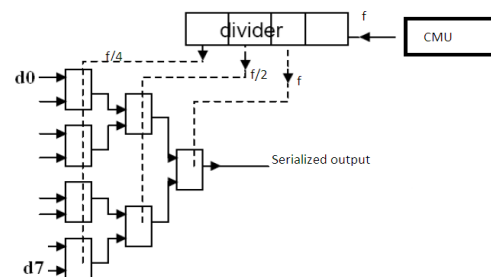 f
divider
CMU
f/4
f/2
f
d0
Serialized output
d7